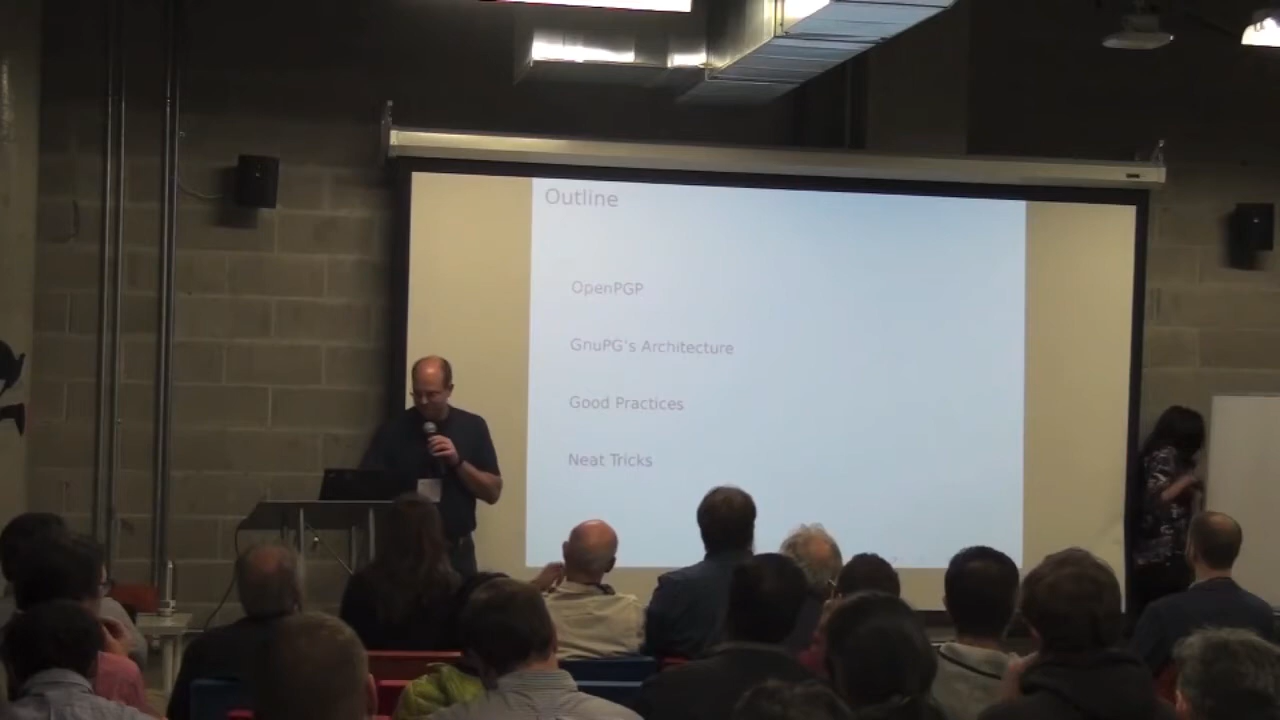 Outline
OpenPGP
GnuPG's Architecture
Good Practices
Neat Tricks